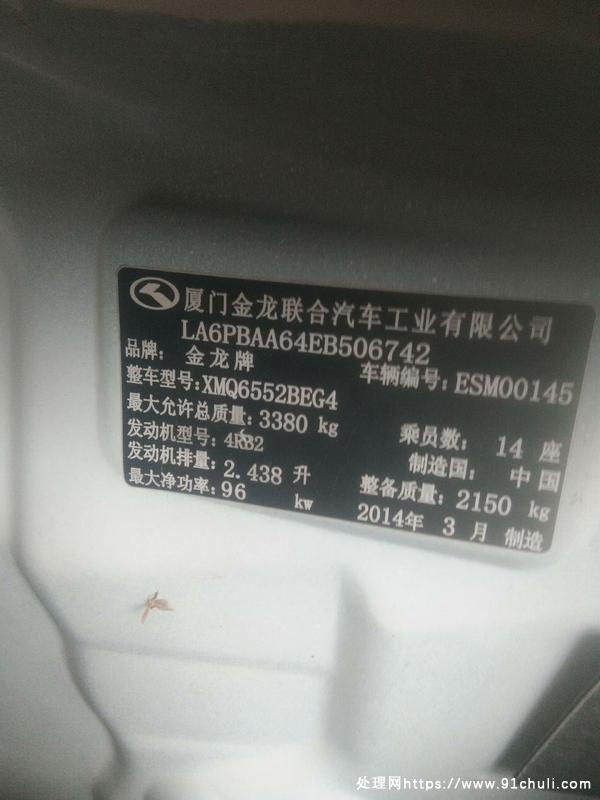 厦门金龙联合汽车工业有限公司
LA6PBAA64EB506742
品牌: 金龙牌 车辆编号: ESM00145
整车型号: XMQ6552BEG4
最大允许总质量: 3380 kg 乘员数: 14 座
发动机型号: 4RB2 制造国: 中国
发动机排量: 2.438 升 整备质量: 2150 kg
最大净功率: 96 kw 2014年 3 月 制造
处理网https://www.91chuli.com